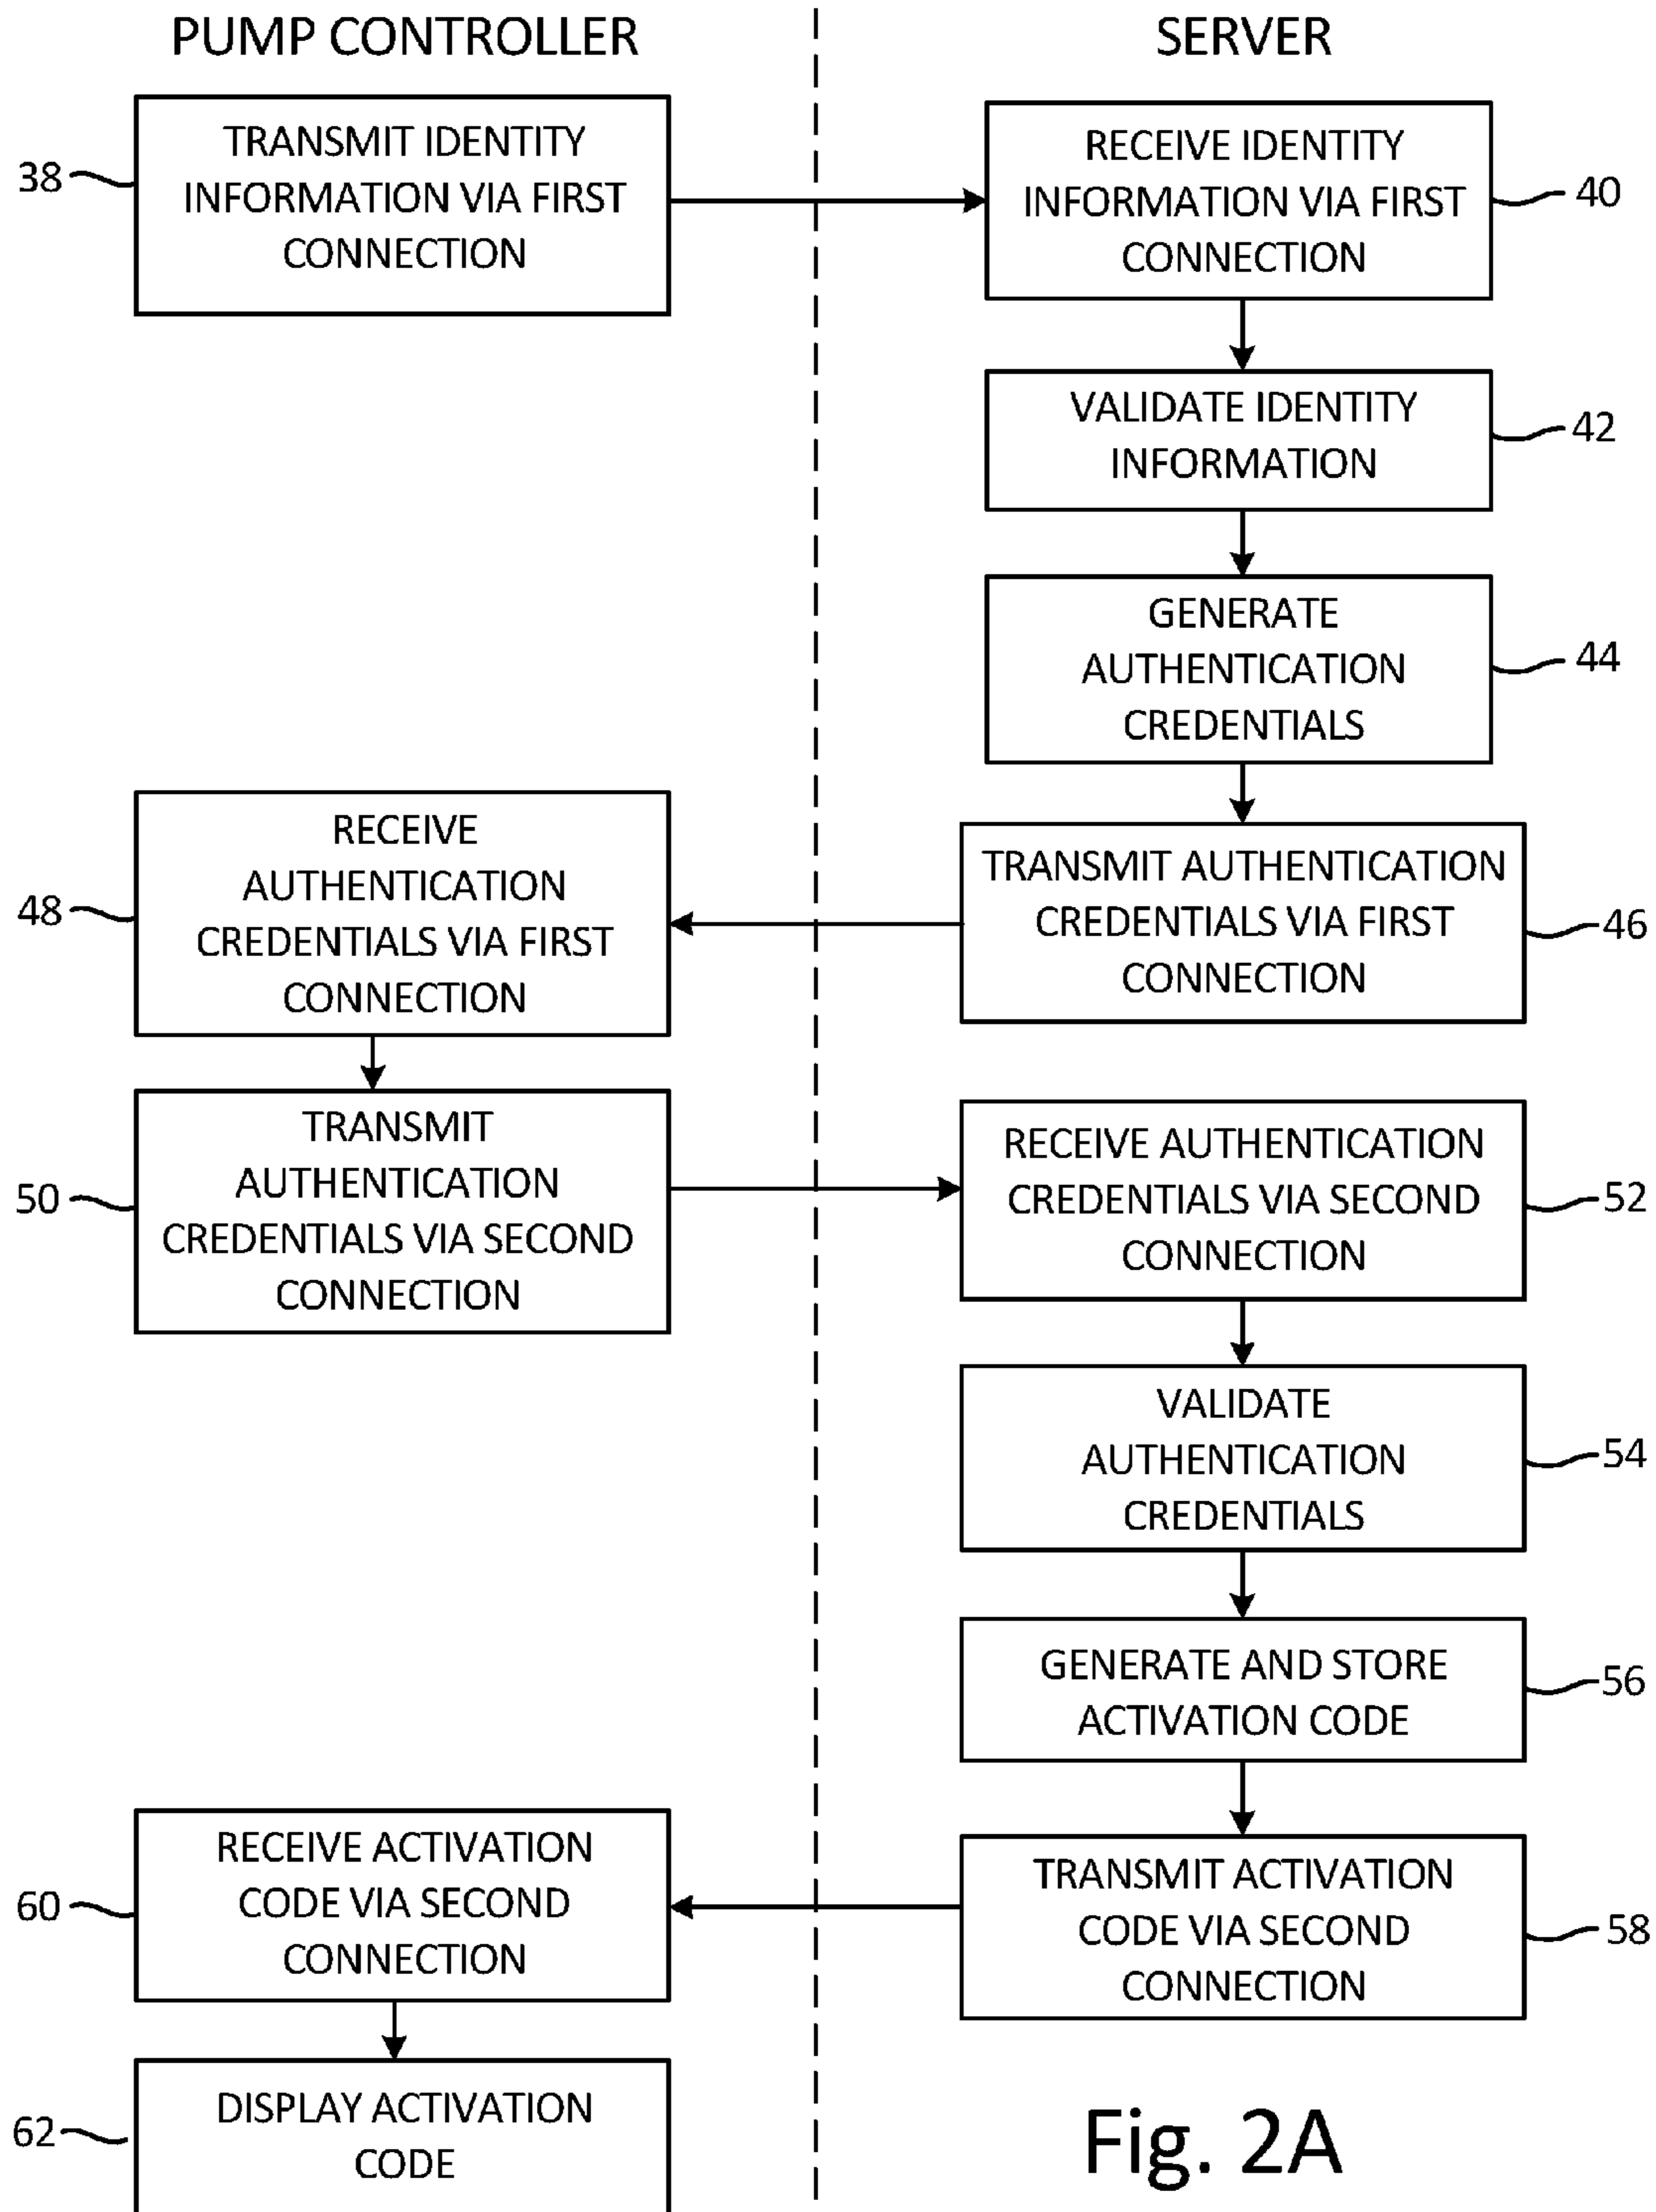 PUMP CONTROLLER
SERVER
38
TRANSMIT IDENTITY
INFORMATION VIA FIRST
CONNECTION
RECEIVE IDENTITY
INFORMATION VIA FIRST
CONNECTION
40
VALIDATE IDENTITY
INFORMATION
42
GENERATE
AUTHENTICATION
CREDENTIALS
44
TRANSMIT AUTHENTICATION
CREDENTIALS VIA FIRST
CONNECTION
46
48
RECEIVE
AUTHENTICATION
CREDENTIALS VIA FIRST
CONNECTION
50
TRANSMIT
AUTHENTICATION
CREDENTIALS VIA SECOND
CONNECTION
RECEIVE AUTHENTICATION
CREDENTIALS VIA SECOND
CONNECTION
52
VALIDATE
AUTHENTICATION
CREDENTIALS
54
GENERATE AND STORE
ACTIVATION CODE
56
TRANSMIT ACTIVATION
CODE VIA SECOND
CONNECTION
58
60
RECEIVE ACTIVATION
CODE VIA SECOND
CONNECTION
62
DISPLAY ACTIVATION
CODE
Fig. 2A